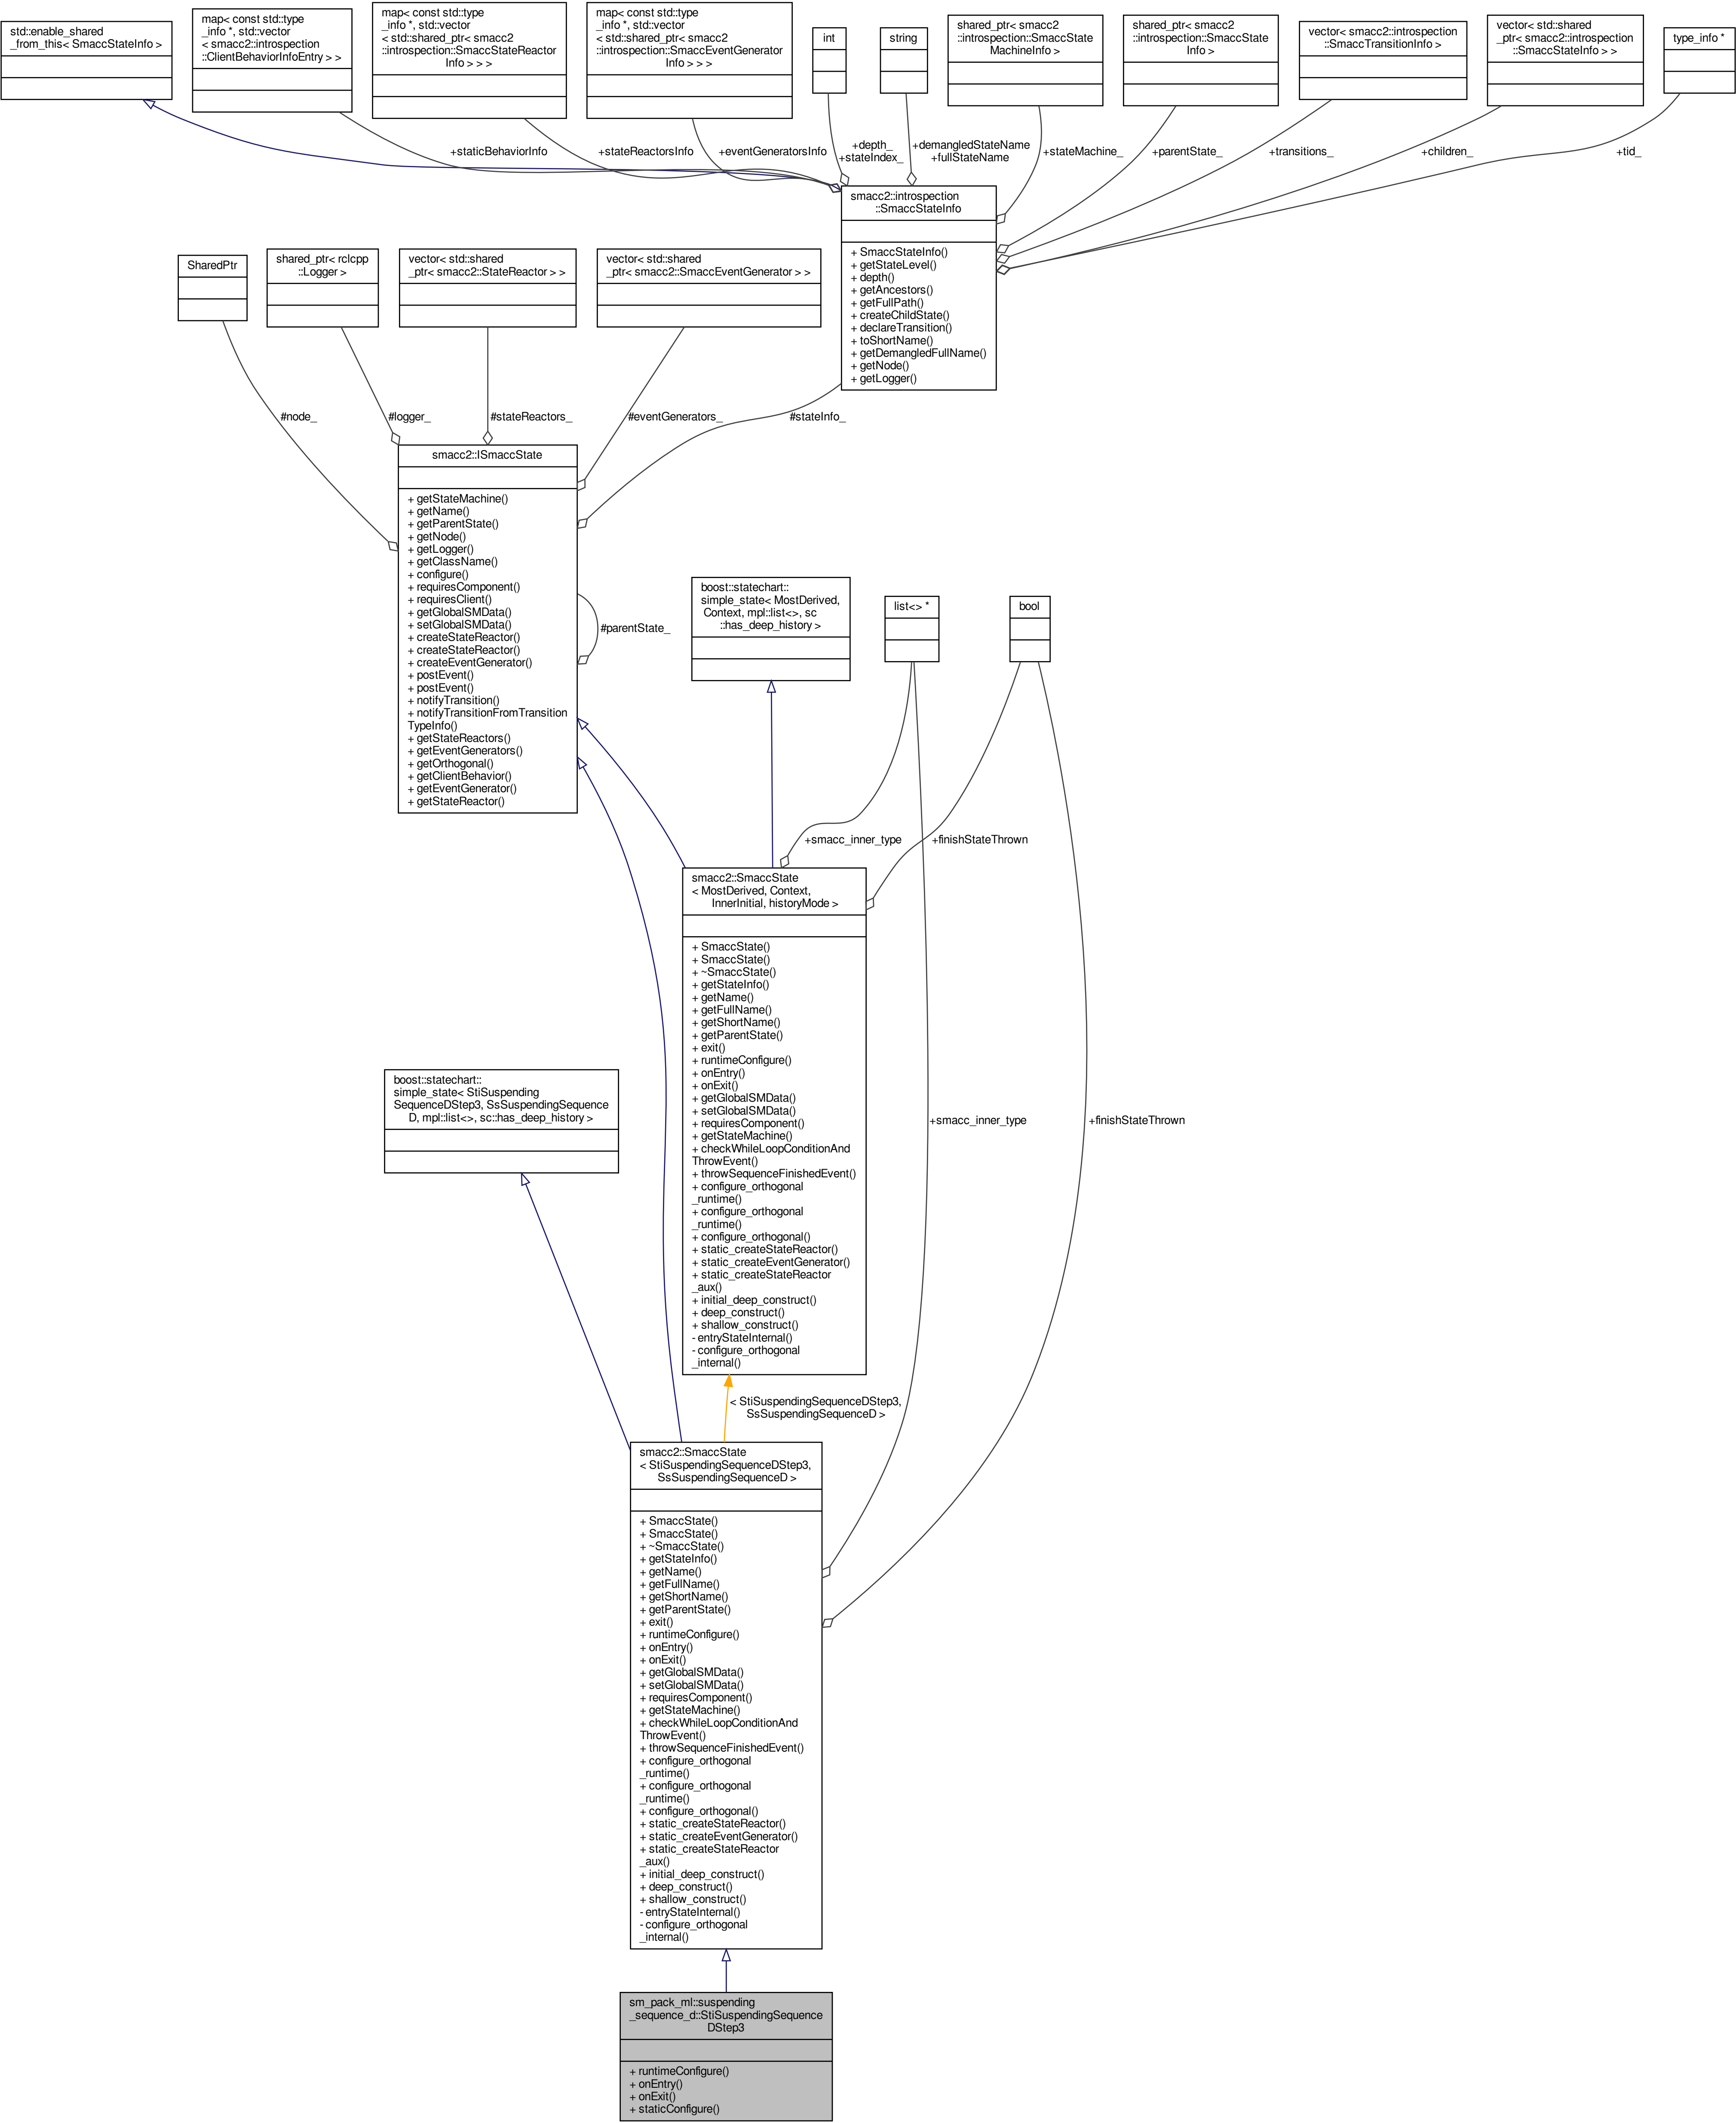 std::enable_shared
_from_this< SmaccStateInfo >
map< const std::type
_info *, std::vector
< smacc2::introspection
::ClientBehaviorInfoEntry > >
map< const std::type
_info *, std::vector
< std::shared_ptr< smacc2
::introspection::SmaccStateReactor
Info > > >
map< const std::type
_info *, std::vector
< std::shared_ptr< smacc2
::introspection::SmaccEventGenerator
Info > > >
int
string
shared_ptr< smacc2
::introspection::SmaccState
MachineInfo >
shared_ptr< smacc2
::introspection::SmaccState
Info >
vector< smacc2::introspection
::SmaccTransitionInfo >
vector< std::shared
_ptr< smacc2::introspection
::SmaccStateInfo > >
type_info *
+staticBehaviorInfo
+stateReactorsInfo
+eventGeneratorsInfo
+depth_
+stateIndex_
+demangledStateName
+fullStateName
+stateMachine_
+parentState_
+transitions_
+children_
+tid_
smacc2::introspection
::SmaccStateInfo
+ SmaccStateInfo()
+ getStateLevel()
+ depth()
+ getAncestors()
+ getFullPath()
+ createChildState()
+ declareTransition()
+ toShortName()
+ getDemangledFullName()
+ getNode()
+ getLogger()
SharedPtr
shared_ptr< rclcpp
::Logger >
vector< std::shared
_ptr< smacc2::StateReactor > >
vector< std::shared
_ptr< smacc2::SmaccEventGenerator > >
#node_
#logger_
#stateReactors_
#eventGenerators_
#stateInfo_
smacc2::ISmaccState
+ getStateMachine()
+ getName()
+ getParentState()
+ getNode()
+ getLogger()
+ getClassName()
+ configure()
+ requiresComponent()
+ requiresClient()
+ getGlobalSMData()
+ setGlobalSMData()
+ createStateReactor()
+ createStateReactor()
+ createEventGenerator()
+ postEvent()
+ postEvent()
+ notifyTransition()
+ notifyTransitionFromTransition
TypeInfo()
+ getStateReactors()
+ getEventGenerators()
+ getOrthogonal()
+ getClientBehavior()
+ getEventGenerator()
+ getStateReactor()
#parentState_
boost::statechart::
simple_state< MostDerived,
Context, mpl::list<>, sc
::has_deep_history >
list<> *
bool
+smacc_inner_type
+finishStateThrown
smacc2::SmaccState
< MostDerived, Context,
InnerInitial, historyMode >
+ SmaccState()
+ SmaccState()
+ ~SmaccState()
+ getStateInfo()
+ getName()
+ getFullName()
+ getShortName()
+ getParentState()
+ exit()
+ runtimeConfigure()
+ onEntry()
+ onExit()
+ getGlobalSMData()
+ setGlobalSMData()
+ requiresComponent()
+ getStateMachine()
+ checkWhileLoopConditionAnd
ThrowEvent()
+ throwSequenceFinishedEvent()
+ configure_orthogonal
_runtime()
+ configure_orthogonal
_runtime()
+ configure_orthogonal()
+ static_createStateReactor()
+ static_createEventGenerator()
+ static_createStateReactor
_aux()
+ initial_deep_construct()
+ deep_construct()
+ shallow_construct()
- entryStateInternal()
- configure_orthogonal
_internal()
boost::statechart::
simple_state< StiSuspending
SequenceDStep3, SsSuspendingSequence
D, mpl::list<>, sc::has_deep_history >
+smacc_inner_type
+finishStateThrown
< StiSuspendingSequenceDStep3,
SsSuspendingSequenceD >
smacc2::SmaccState
< StiSuspendingSequenceDStep3,
SsSuspendingSequenceD >
+ SmaccState()
+ SmaccState()
+ ~SmaccState()
+ getStateInfo()
+ getName()
+ getFullName()
+ getShortName()
+ getParentState()
+ exit()
+ runtimeConfigure()
+ onEntry()
+ onExit()
+ getGlobalSMData()
+ setGlobalSMData()
+ requiresComponent()
+ getStateMachine()
+ checkWhileLoopConditionAnd
ThrowEvent()
+ throwSequenceFinishedEvent()
+ configure_orthogonal
_runtime()
+ configure_orthogonal
_runtime()
+ configure_orthogonal()
+ static_createStateReactor()
+ static_createEventGenerator()
+ static_createStateReactor
_aux()
+ initial_deep_construct()
+ deep_construct()
+ shallow_construct()
- entryStateInternal()
- configure_orthogonal
_internal()
sm_pack_ml::suspending
_sequence_d::StiSuspendingSequence
DStep3
+ runtimeConfigure()
+ onEntry()
+ onExit()
+ staticConfigure()